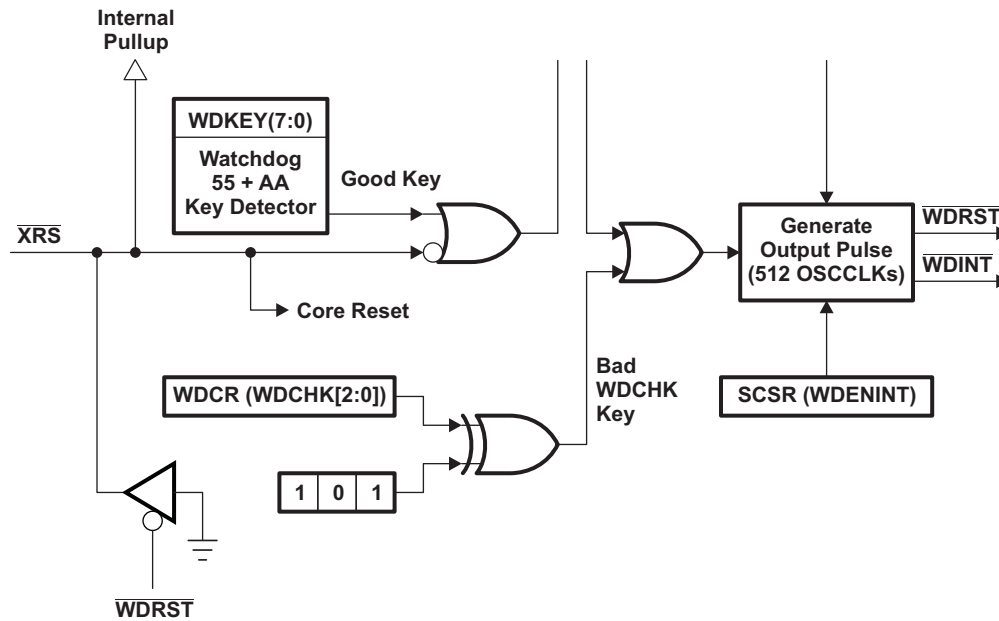 Internal
Pullup
WDKEY(7:0)
Watchdog
55 + AA
Key Detector
Good Key
XRS
Core Reset
Generate
Output Pulse
(512 OSCCLKs)
WDRST
WDINT
WDCR (WDCHK[2:0])
Bad
WDCHK
Key
SCSR (WDENINT)
1 0 1
WDRST